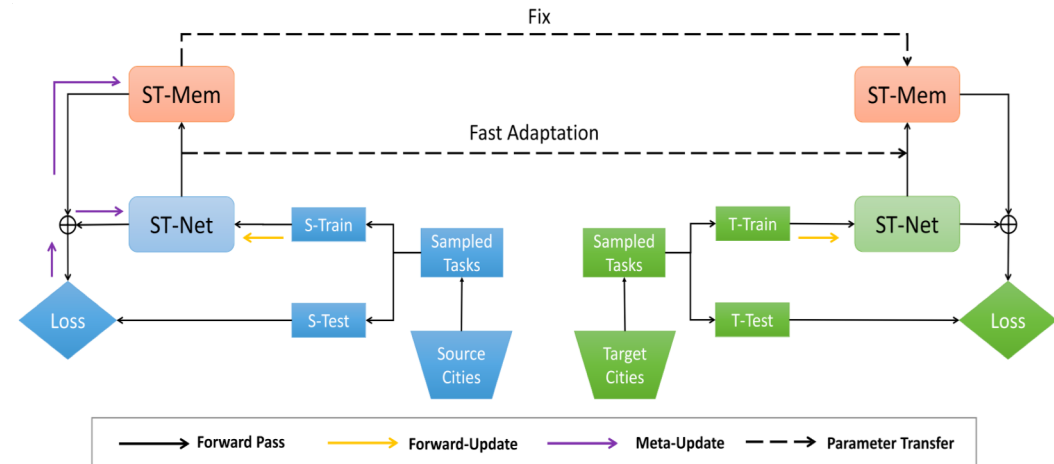 Fix
ST-Mem
ST-Mem
Fast Adaptation
ST-Net
S-Train
Sampled
Tasks
Sampled
Tasks
T-Train
ST-Net
Loss
S-Test
Source
Cities
Target
Cities
T-Test
Loss
Forward Pass
Forward-Update
Meta-Update
Parameter Transfer